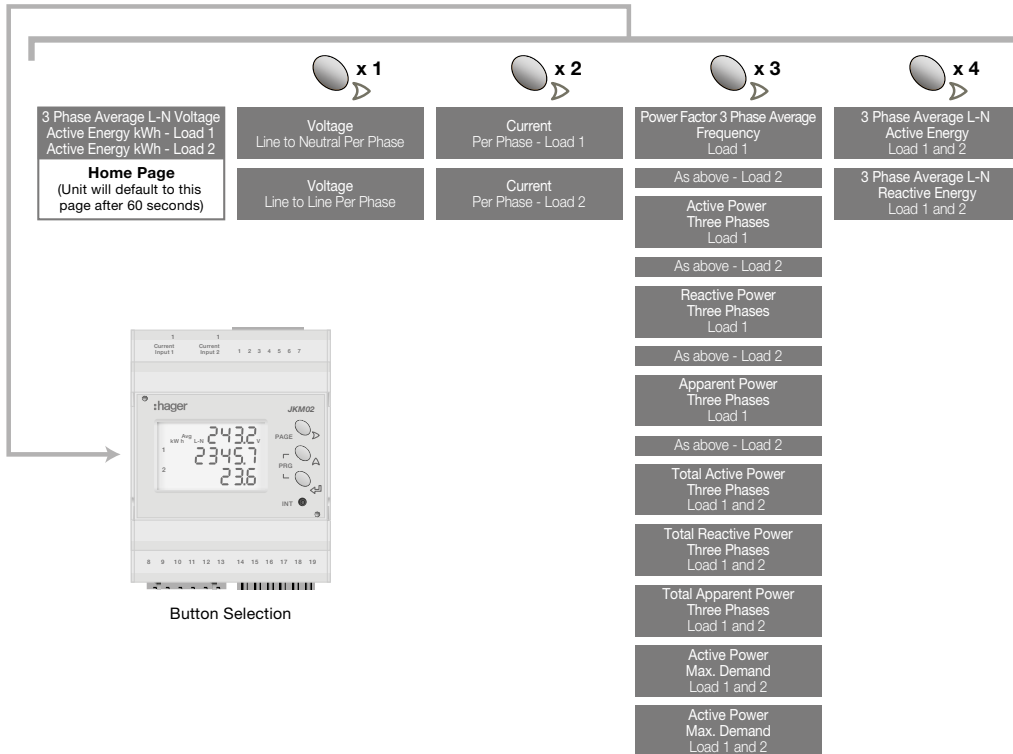 x 1
x 2
x 3
x 4
3 Phase Average L-N Voltage
Active Energy kWh - Load 1
Active Energy kWh - Load 2
Home Page
(Unit will default to this
page after 60 seconds)
Voltage
Line to Neutral Per Phase
Voltage
Line to Line Per Phase
Current
Per Phase - Load 1
Current
Per Phase - Load 2
Power Factor 3 Phase Average
Frequency
Load 1
As above - Load 2
Active Power
Three Phases
Load 1
As above - Load 2
Reactive Power
Three Phases
Load 1
As above - Load 2
Apparent Power
Three Phases
Load 1
As above - Load 2
Total Active Power
Three Phases
Load 1 and 2
Total Reactive Power
Three Phases
Load 1 and 2
Total Apparent Power
Three Phases
Load 1 and 2
Active Power
Max. Demand
Load 1 and 2
Active Power
Max. Demand
Load 1 and 2
3 Phase Average L-N
Active Energy
Load 1 and 2
3 Phase Average L-N
Reactive Energy
Load 1 and 2
1 1
Current Current
Input 1 Input 2 1 2 3 4 5 6 7
:hager
JKM02
Avg
kW h L-N 243.2 V
1 2345.7
2 23.6
PAGE
PRG
INT
8 9 10 11 12 13 14 15 16 17 18 19
Button Selection